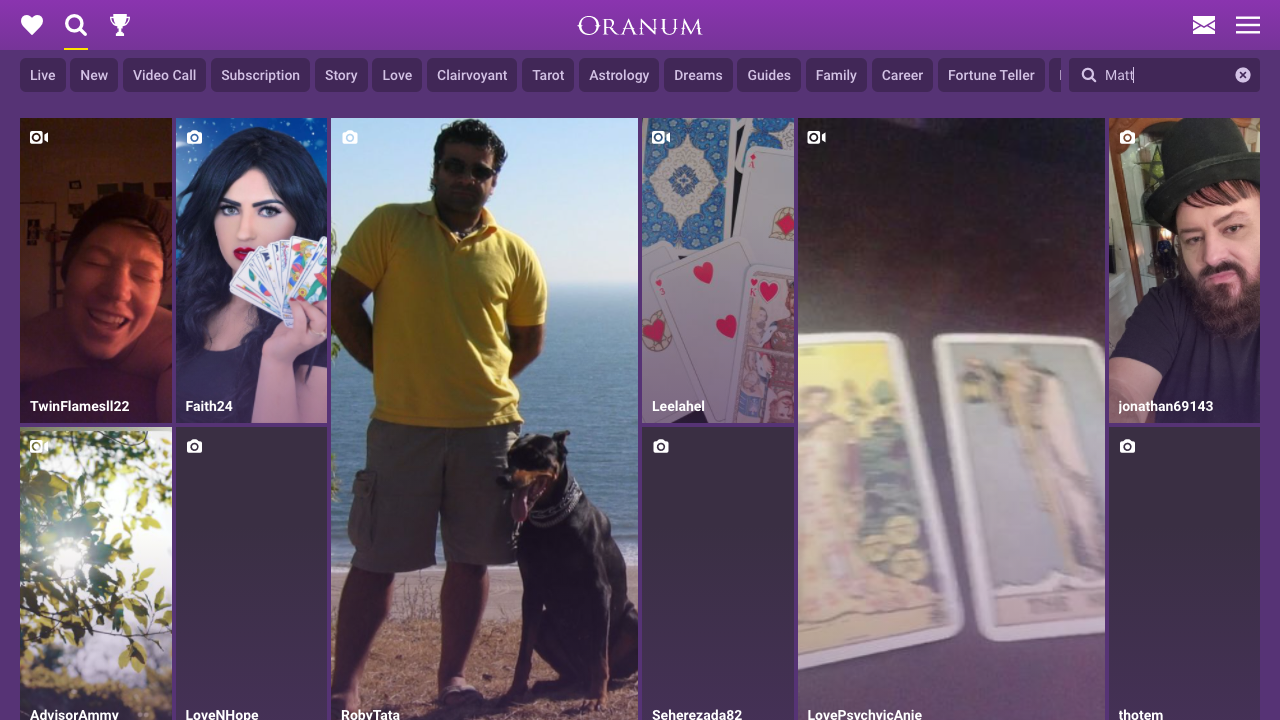 ORANUM
Live New Video Call Subscription Story Love Clairvoyant Tarot Astrology Dreams Guides Family Career Fortune Teller Matt
TwinFlamesll22 Faith24 Leelahel jonathan69143
AdvisorAmmy LoveNHope RobyTata Seherezada82 LovePsychvicAnie thotem